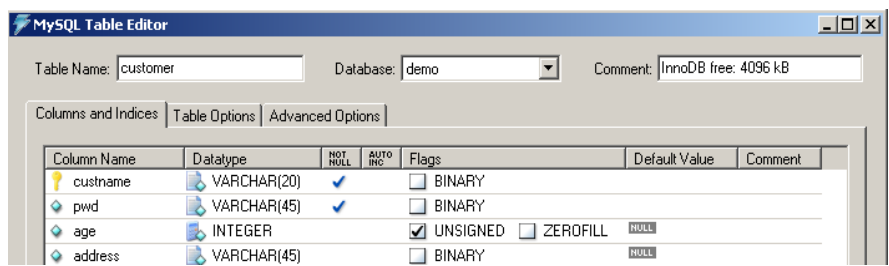 MySQL Table Editor
Table Name: customer Database: demo Comment: InnoDB free: 4096 kB
Columns and Indices Table Options Advanced Options
Column Name Datatype NOT NULL AUTO INC Flags Default Value Comment
custname VARCHAR(20) BINARY
pwd VARCHAR(45) BINARY
age INTEGER UNSIGNED ZEROFILL NULL
address VARCHAR(45) BINARY NULL